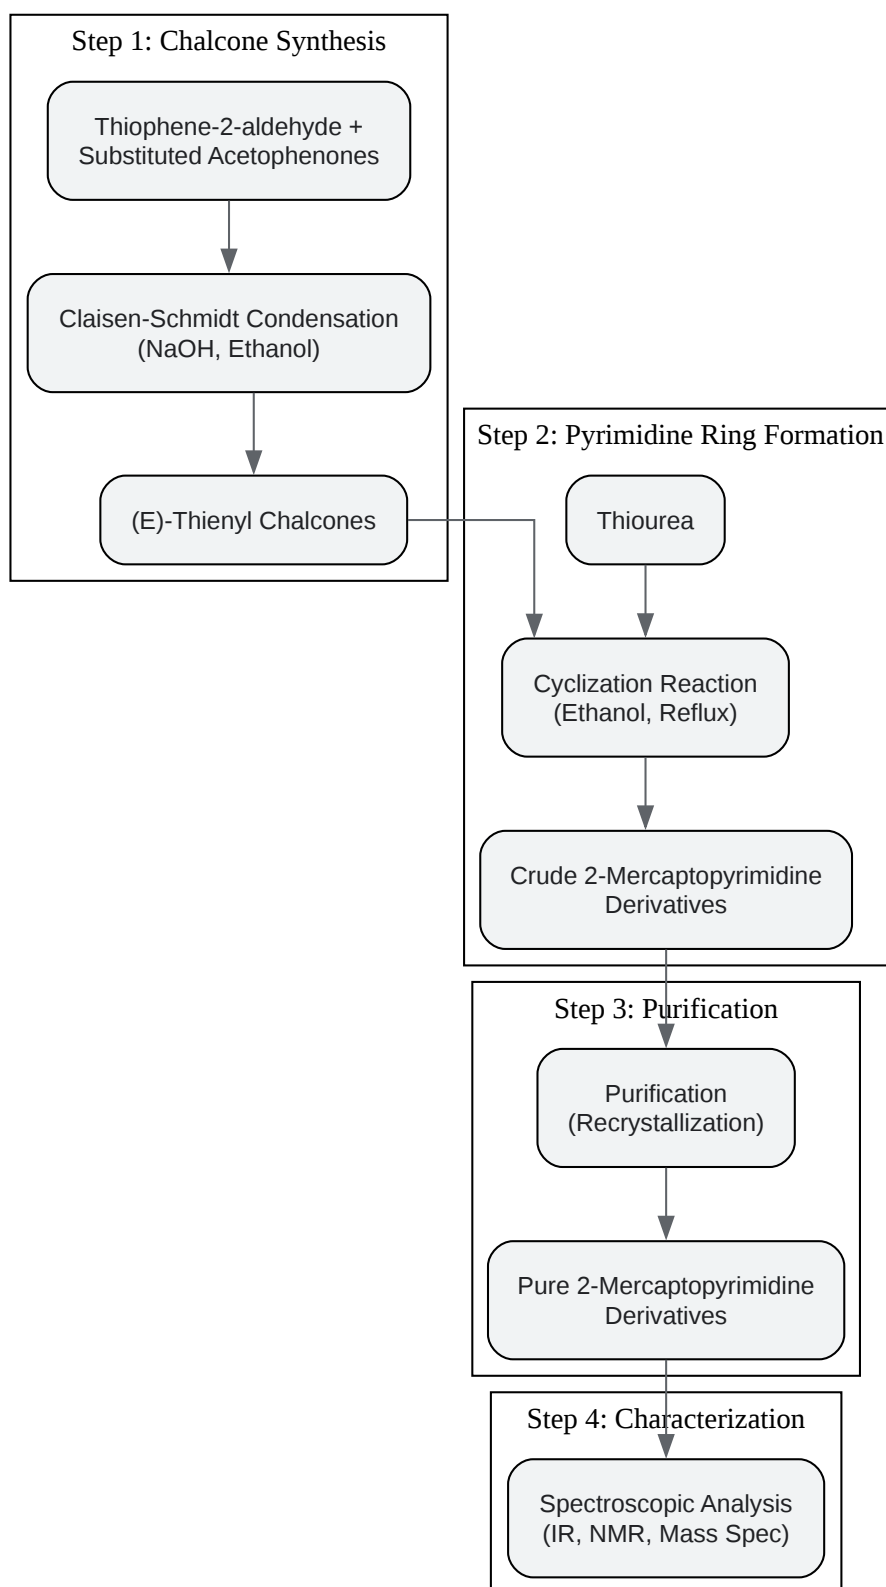 Step 1: Chalcone Synthesis
Thiophene-2-aldehyde +
Substituted Acetophenones
Claisen-Schmidt Condensation
(NaOH, Ethanol)
(E)-Thienyl Chalcones
Step 2: Pyrimidine Ring Formation
Thiourea
Cyclization Reaction
(Ethanol, Reflux)
Crude 2-Mercaptopyrimidine
Derivatives
Step 3: Purification
Purification
(Recrystallization)
Pure 2-Mercaptopyrimidine
Derivatives
Step 4: Characterization
Spectroscopic Analysis
(IR, NMR, Mass Spec)